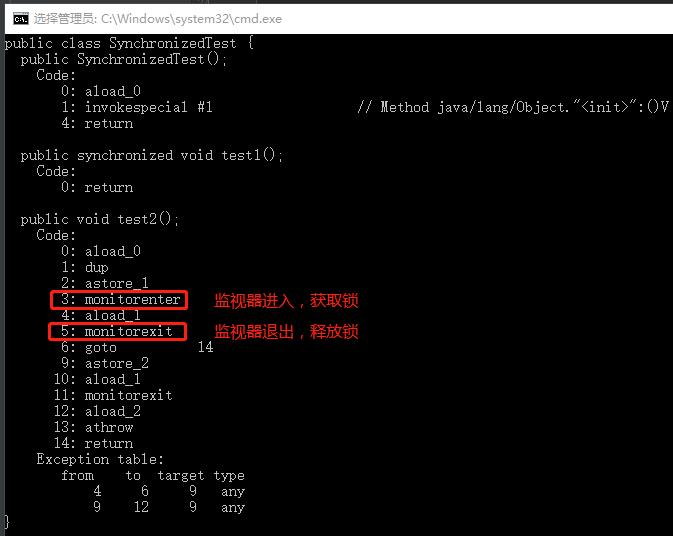 选择管理员: C:\Windows\system32\cmd.exe
public class SynchronizedTest {
  public SynchronizedTest();
    Code:
       0: aload_0
       1: invokespecial #1                  // Method java/lang/Object."<init>":()V
       4: return

  public synchronized void test1();
    Code:
       0: return

  public void test2();
    Code:
       0: aload_0
       1: dup
       2: astore_1
       3: monitorenter 监视器进入，获取锁
       4: aload_1
       5: monitorexit 监视器退出，释放锁
       6: goto          14
       9: astore_2
      10: aload_1
      11: monitorexit
      12: aload_2
      13: athrow
      14: return
    Exception table:
       from    to  target type
           4     6     9   any
           9    12     9   any
}